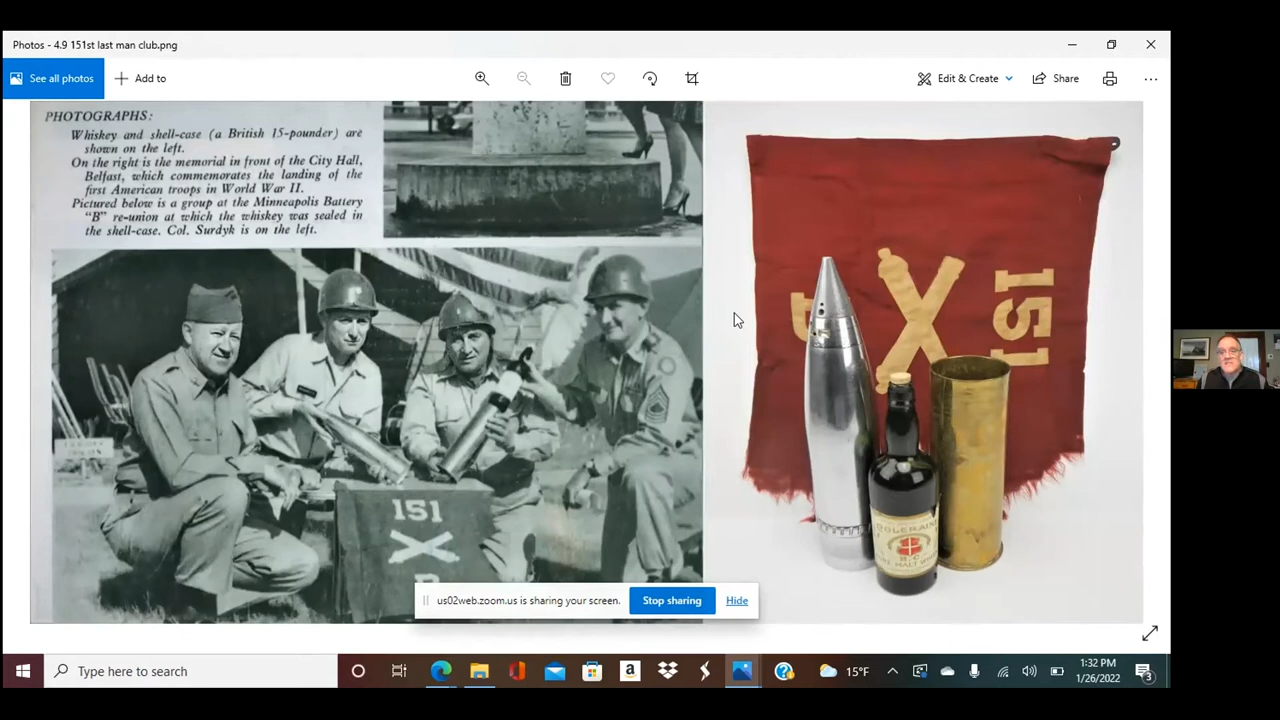 Photos - 4.9 151st last man club.png
See all photos
Add to
Edit & Create
Share
PHOTOGRAPHS:
Whiskey and shell-case (a British 15-pounder) are
shown on the left.
On the right is the memorial in front of the City Hall,
Belfast, which commemorates the landing of the
first American troops in World War II.
Pictured below is a group at the Minneapolis Battery
"B" re-union at which the whiskey was sealed in
the shell-case. Col. Surdyk is on the left.
151
B
151
COLERAINE
H.C
MALT
us02web.zoom.us is sharing your screen.
Stop sharing
Hide
Type here to search
a
15°F
1:32 PM
1/26/2022
3